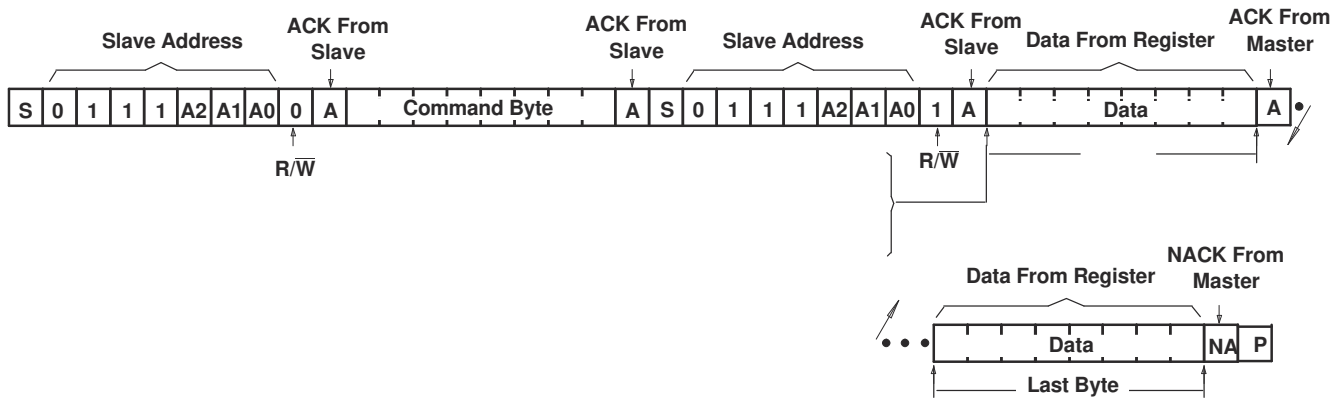 Slave Address
ACK From
Slave
ACK From
Slave
Slave Address
ACK From
Slave
Data From Register
ACK From
Master
S 0 1 1 1 A2 A1 A0 0 A Command Byte A S 0 1 1 1 A2 A1 A0 1 A Data A
R/W̅
R/W̅
Data From Register
NACK From
Master
Data NA P
Last Byte